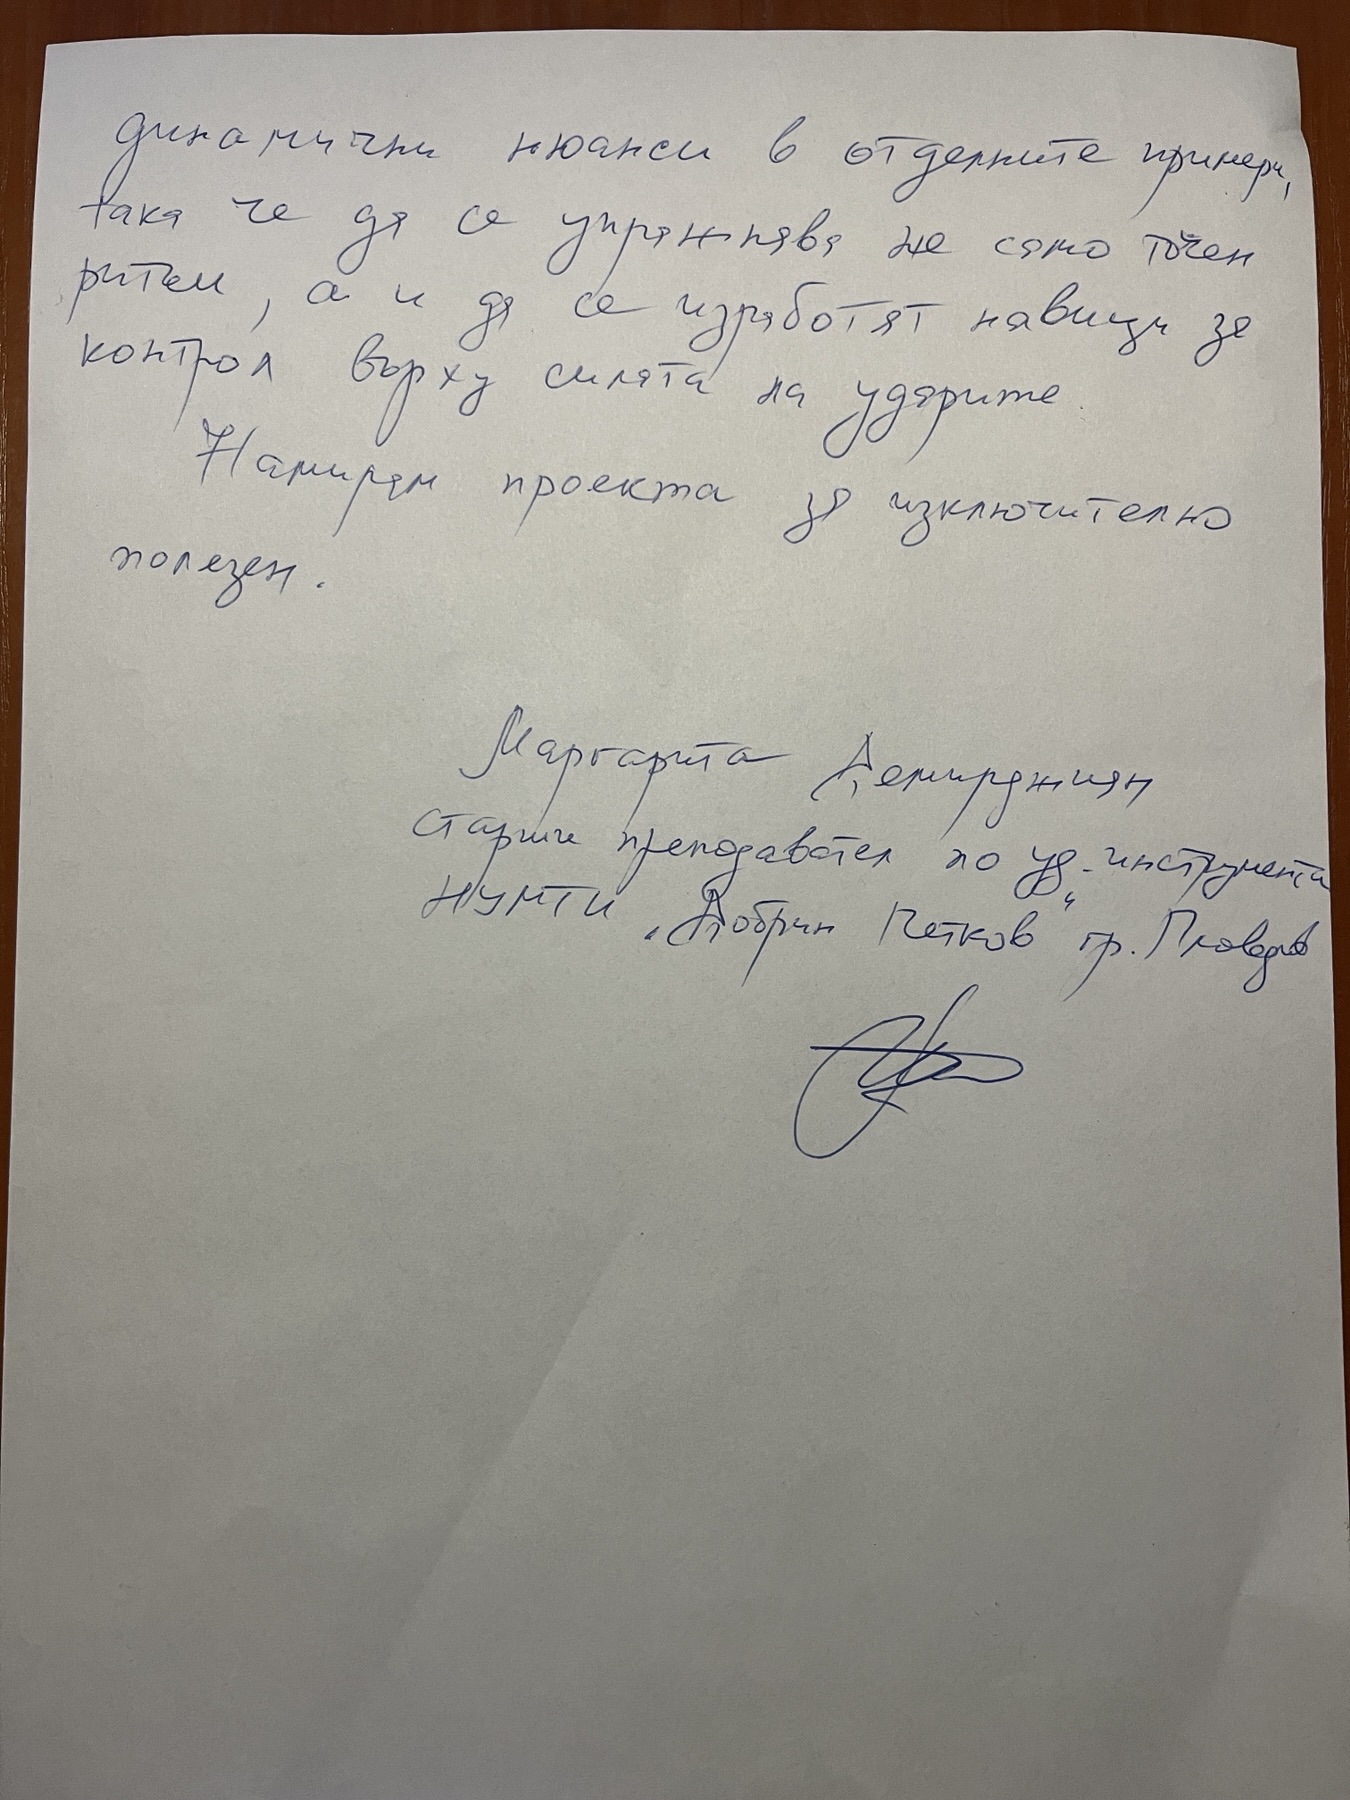 динамични нюанси в отделните примери,
така че да се упражнява не само точен
ритъм, а и да се изработят навици за
контрол върху силата на ударите.
Намирам проекта за изключително
полезен.
Маргарита Демирджиян
старши преподавател по уд. инструменти
НУМТИ „Добрин Петков" гр. Пловдив